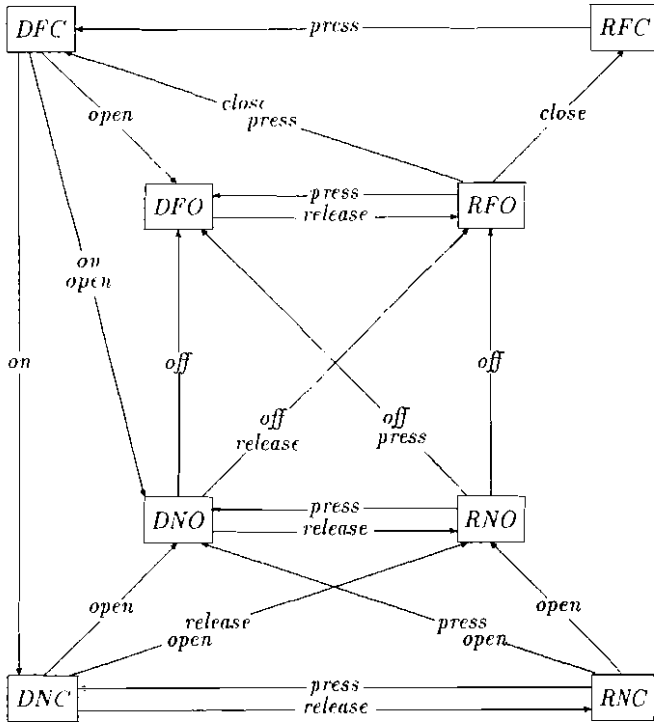 DFC
press
RFC
open
close
press
close
DFO
press
release
RFO
on
open
on
off
off
release
off
press
off
DNO
press
release
RNO
open
release
open
press
open
open
DNC
press
release
RNC